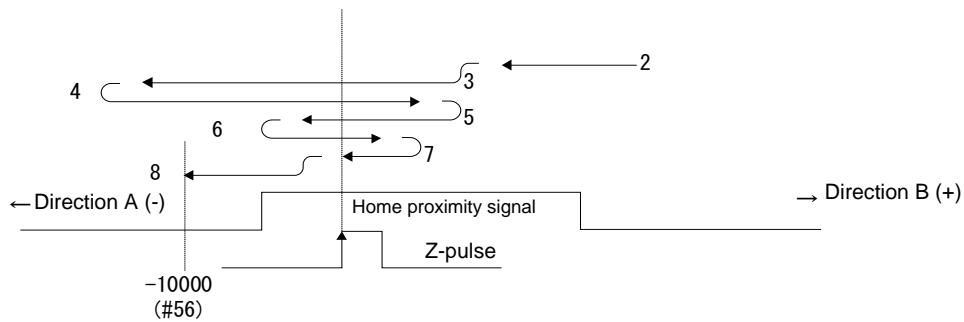 2
3
4
5
6
7
8
← Direction A (-)
Home proximity signal
→ Direction B (+)
Z-pulse
-10000
(#56)